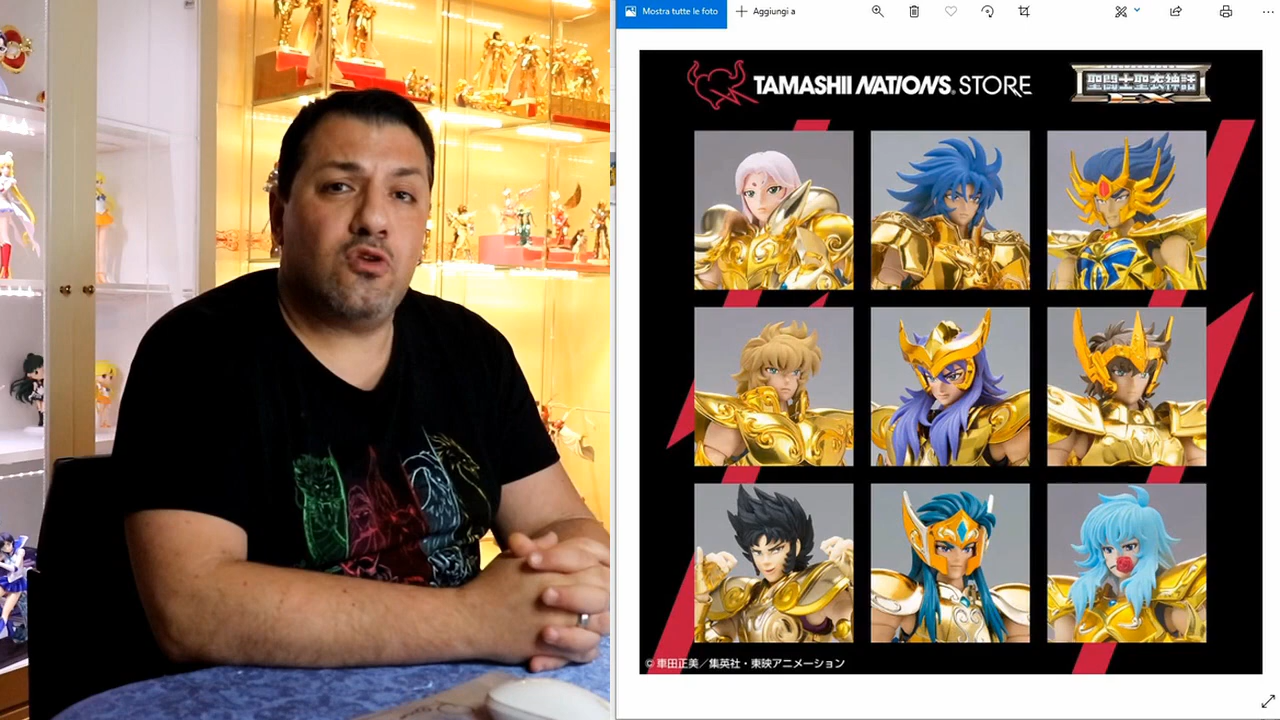 Mostra tutte le foto
Aggiungi a
TAMASHII NATIONS. STORE
聖闘士聖衣神話
EX
© 車田正美／集英社・東映アニメーション